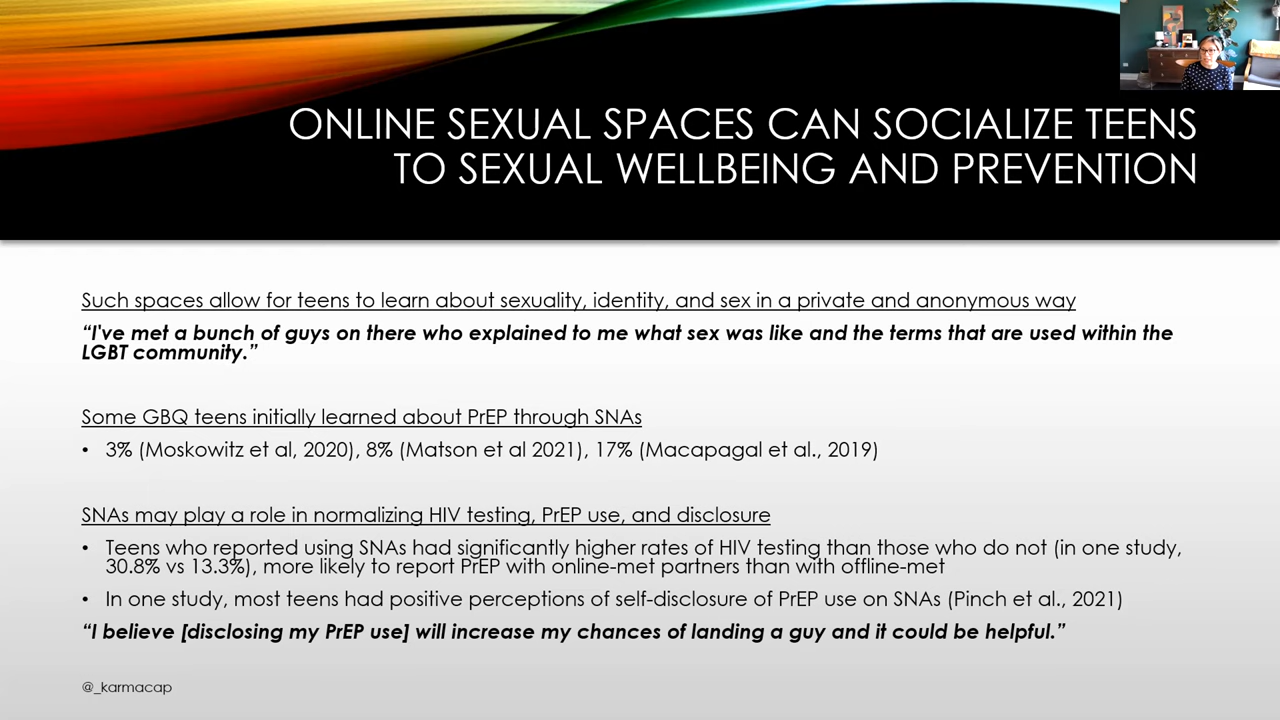 ONLINE SEXUAL SPACES CAN SOCIALIZE TEENS
TO SEXUAL WELLBEING AND PREVENTION
Such spaces allow for teens to learn about sexuality, identity, and sex in a private and anonymous way
“I've met a bunch of guys on there who explained to me what sex was like and the terms that are used within the
LGBT community.”
Some GBQ teens initially learned about PrEP through SNAs
• 3% (Moskowitz et al, 2020), 8% (Matson et al 2021), 17% (Macapagal et al., 2019)
SNAs may play a role in normalizing HIV testing, PrEP use, and disclosure
• Teens who reported using SNAs had significantly higher rates of HIV testing than those who do not (in one study,
30.8% vs 13.3%), more likely to report PrEP with online-met partners than with offline-met
• In one study, most teens had positive perceptions of self-disclosure of PrEP use on SNAs (Pinch et al., 2021)
“I believe [disclosing my PrEP use] will increase my chances of landing a guy and it could be helpful.”
@_karmacap